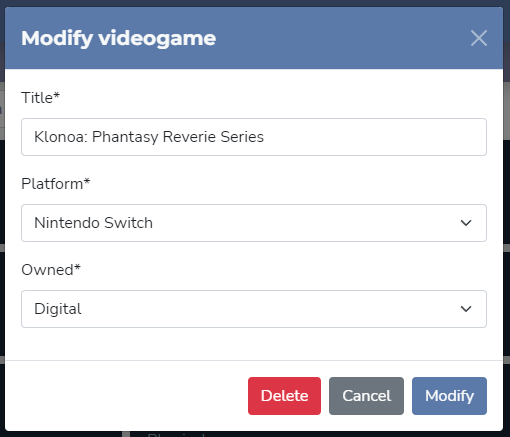 Modify videogame
Title*
Klonoa: Phantasy Reverie Series
Platform*
Nintendo Switch
Owned*
Digital
Delete Cancel Modify